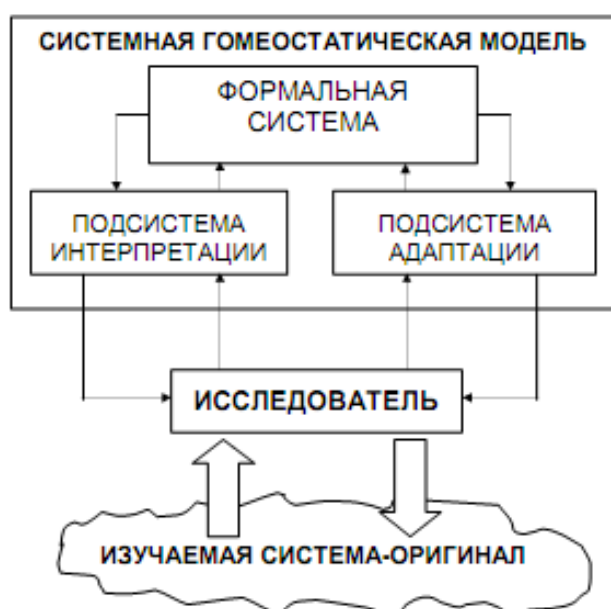 СИСТЕМНАЯ ГОМЕОСТАТИЧЕСКАЯ МОДЕЛЬ
ФОРМАЛЬНАЯ
СИСТЕМА
ПОДСИСТЕМА
ИНТЕРПРЕТАЦИИ
ПОДСИСТЕМА
АДАПТАЦИИ
ИССЛЕДОВАТЕЛЬ
ИЗУЧАЕМАЯ СИСТЕМА-ОРИГИНАЛ